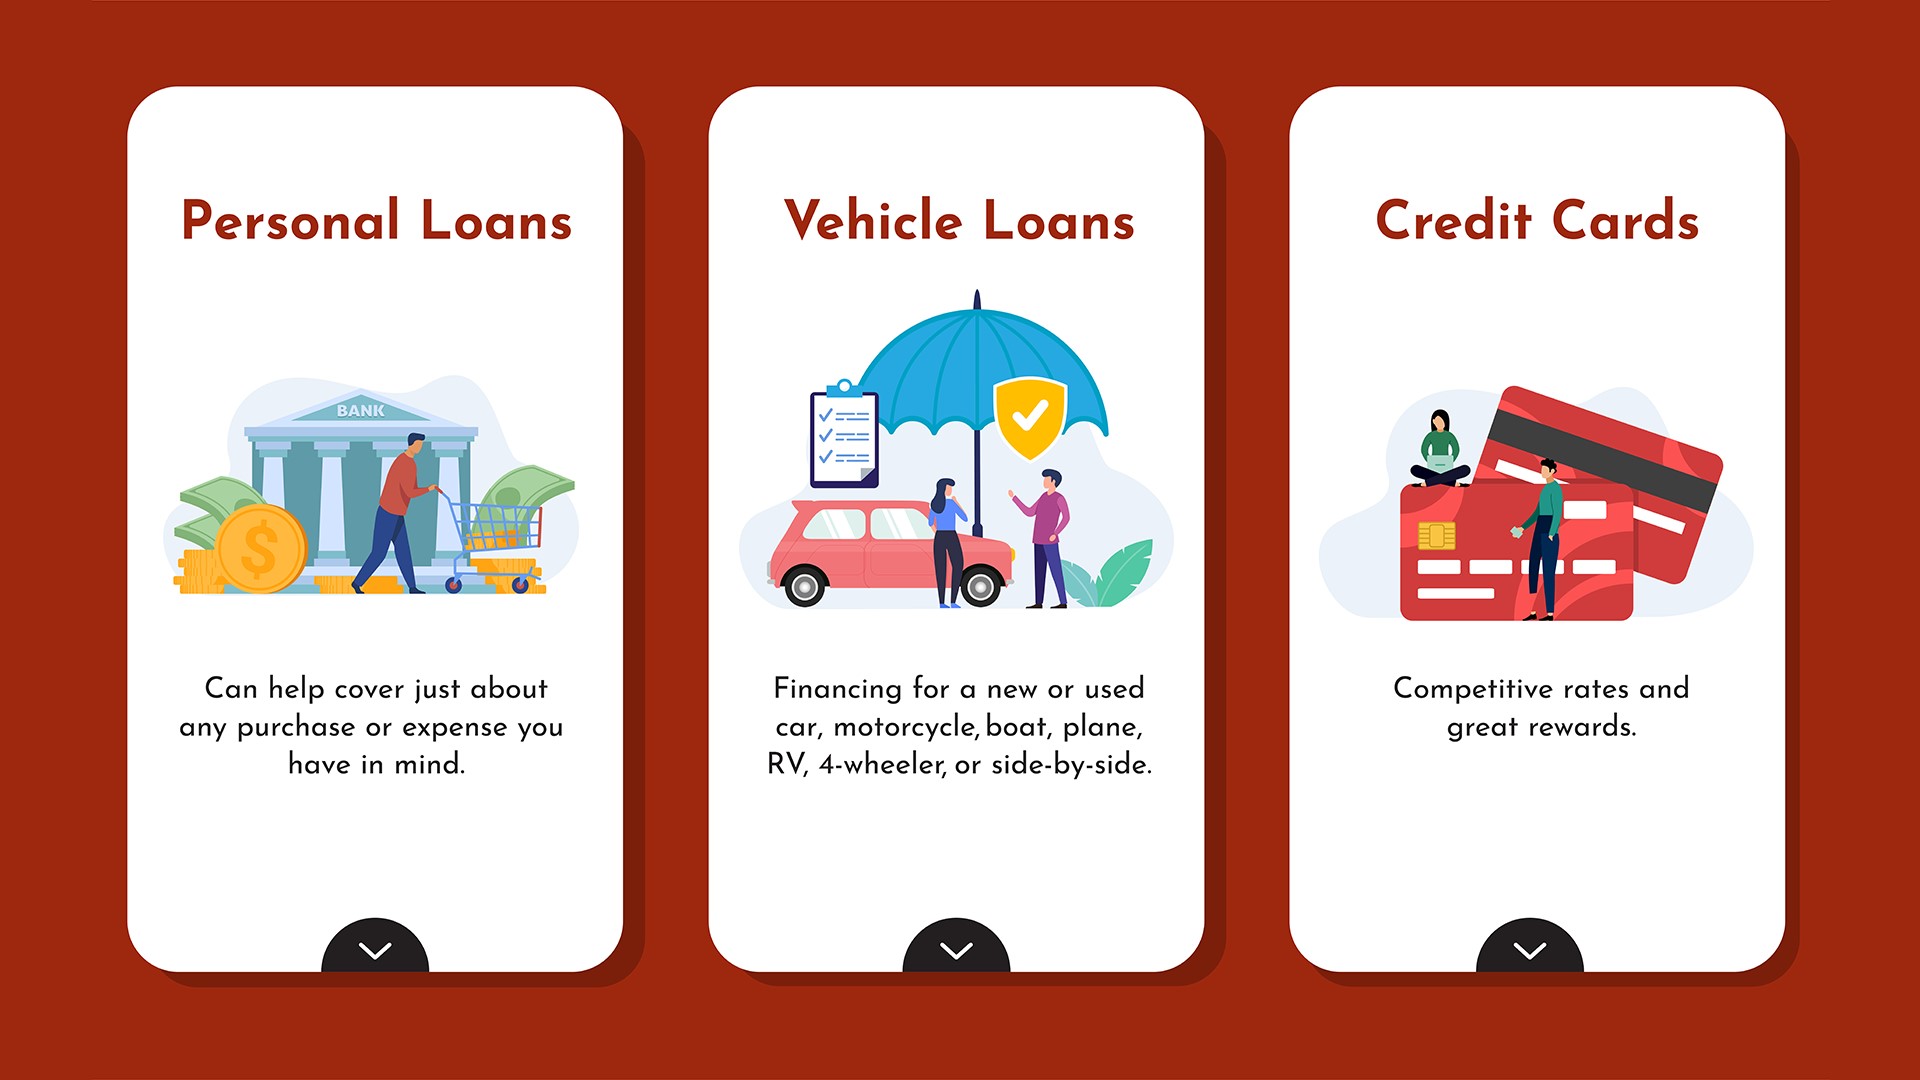 Personal Loans
BANK
$
Can help cover just about
any purchase or expense you
have in mind.
Vehicle Loans
Financing for a new or used
car, motorcycle, boat, plane,
RV, 4-wheeler, or side-by-side.
Credit Cards
Competitive rates and
great rewards.